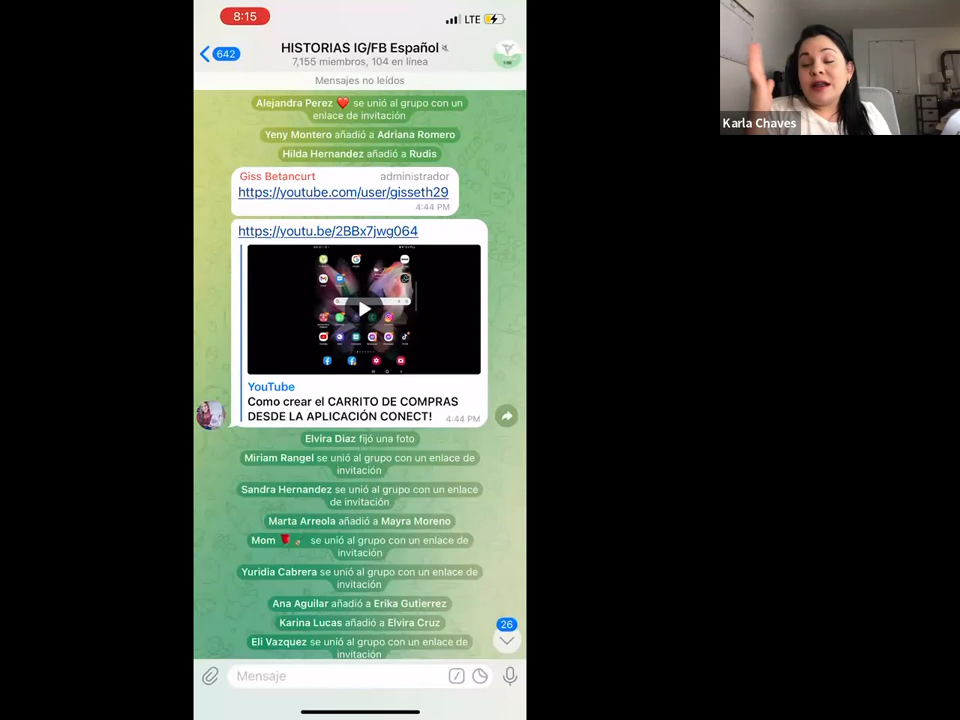 8:15
LTE
642
HISTORIAS IG/FB Español
7,155 miembros, 104 en línea
Mensajes no leídos
Alejandra Perez ❤️ se unió al grupo con un
enlace de invitación
Yeny Montero añadió a Adriana Romero
Hilda Hernandez añadió a Rudis
Giss Betancurt administrador
https://youtube.com/user/gisseth29
4:44 PM
https://youtu.be/2BBx7jwg064
YouTube
Como crear el CARRITO DE COMPRAS
DESDE LA APLICACIÓN CONECT!
4:44 PM
Elvira Diaz fijó una foto
Miriam Rangel se unió al grupo con un enlace de
invitación
Sandra Hernandez se unió al grupo con un enlace
de invitación
Marta Arreola añadió a Mayra Moreno
Mom 🌹 se unió al grupo con un enlace de
invitación
Yuridia Cabrera se unió al grupo con un enlace de
invitación
Ana Aguilar añadió a Erika Gutierrez
Karina Lucas añadió a Elvira Cruz
26
Eli Vazquez se unió al grupo con un enlace de
invitación
Mensaje
Karla Chaves